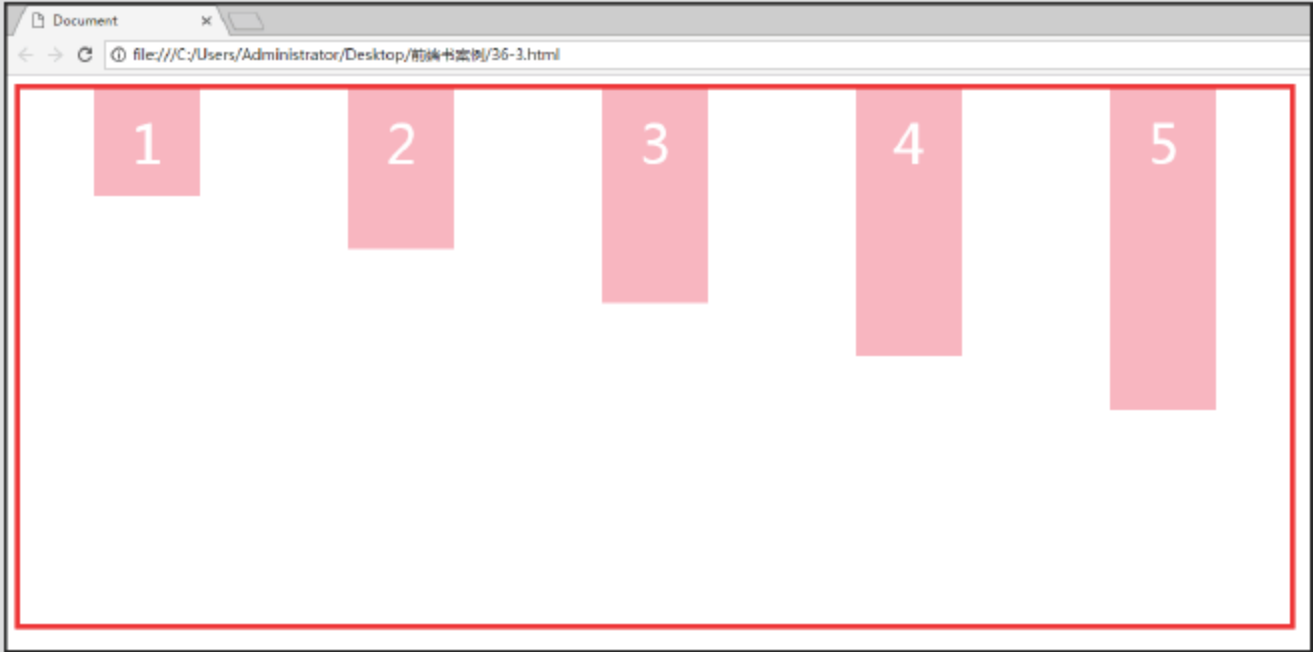 Document
file:///C:/Users/Administrator/Desktop/前端书案例/36-3.html
1 2 3 4 5